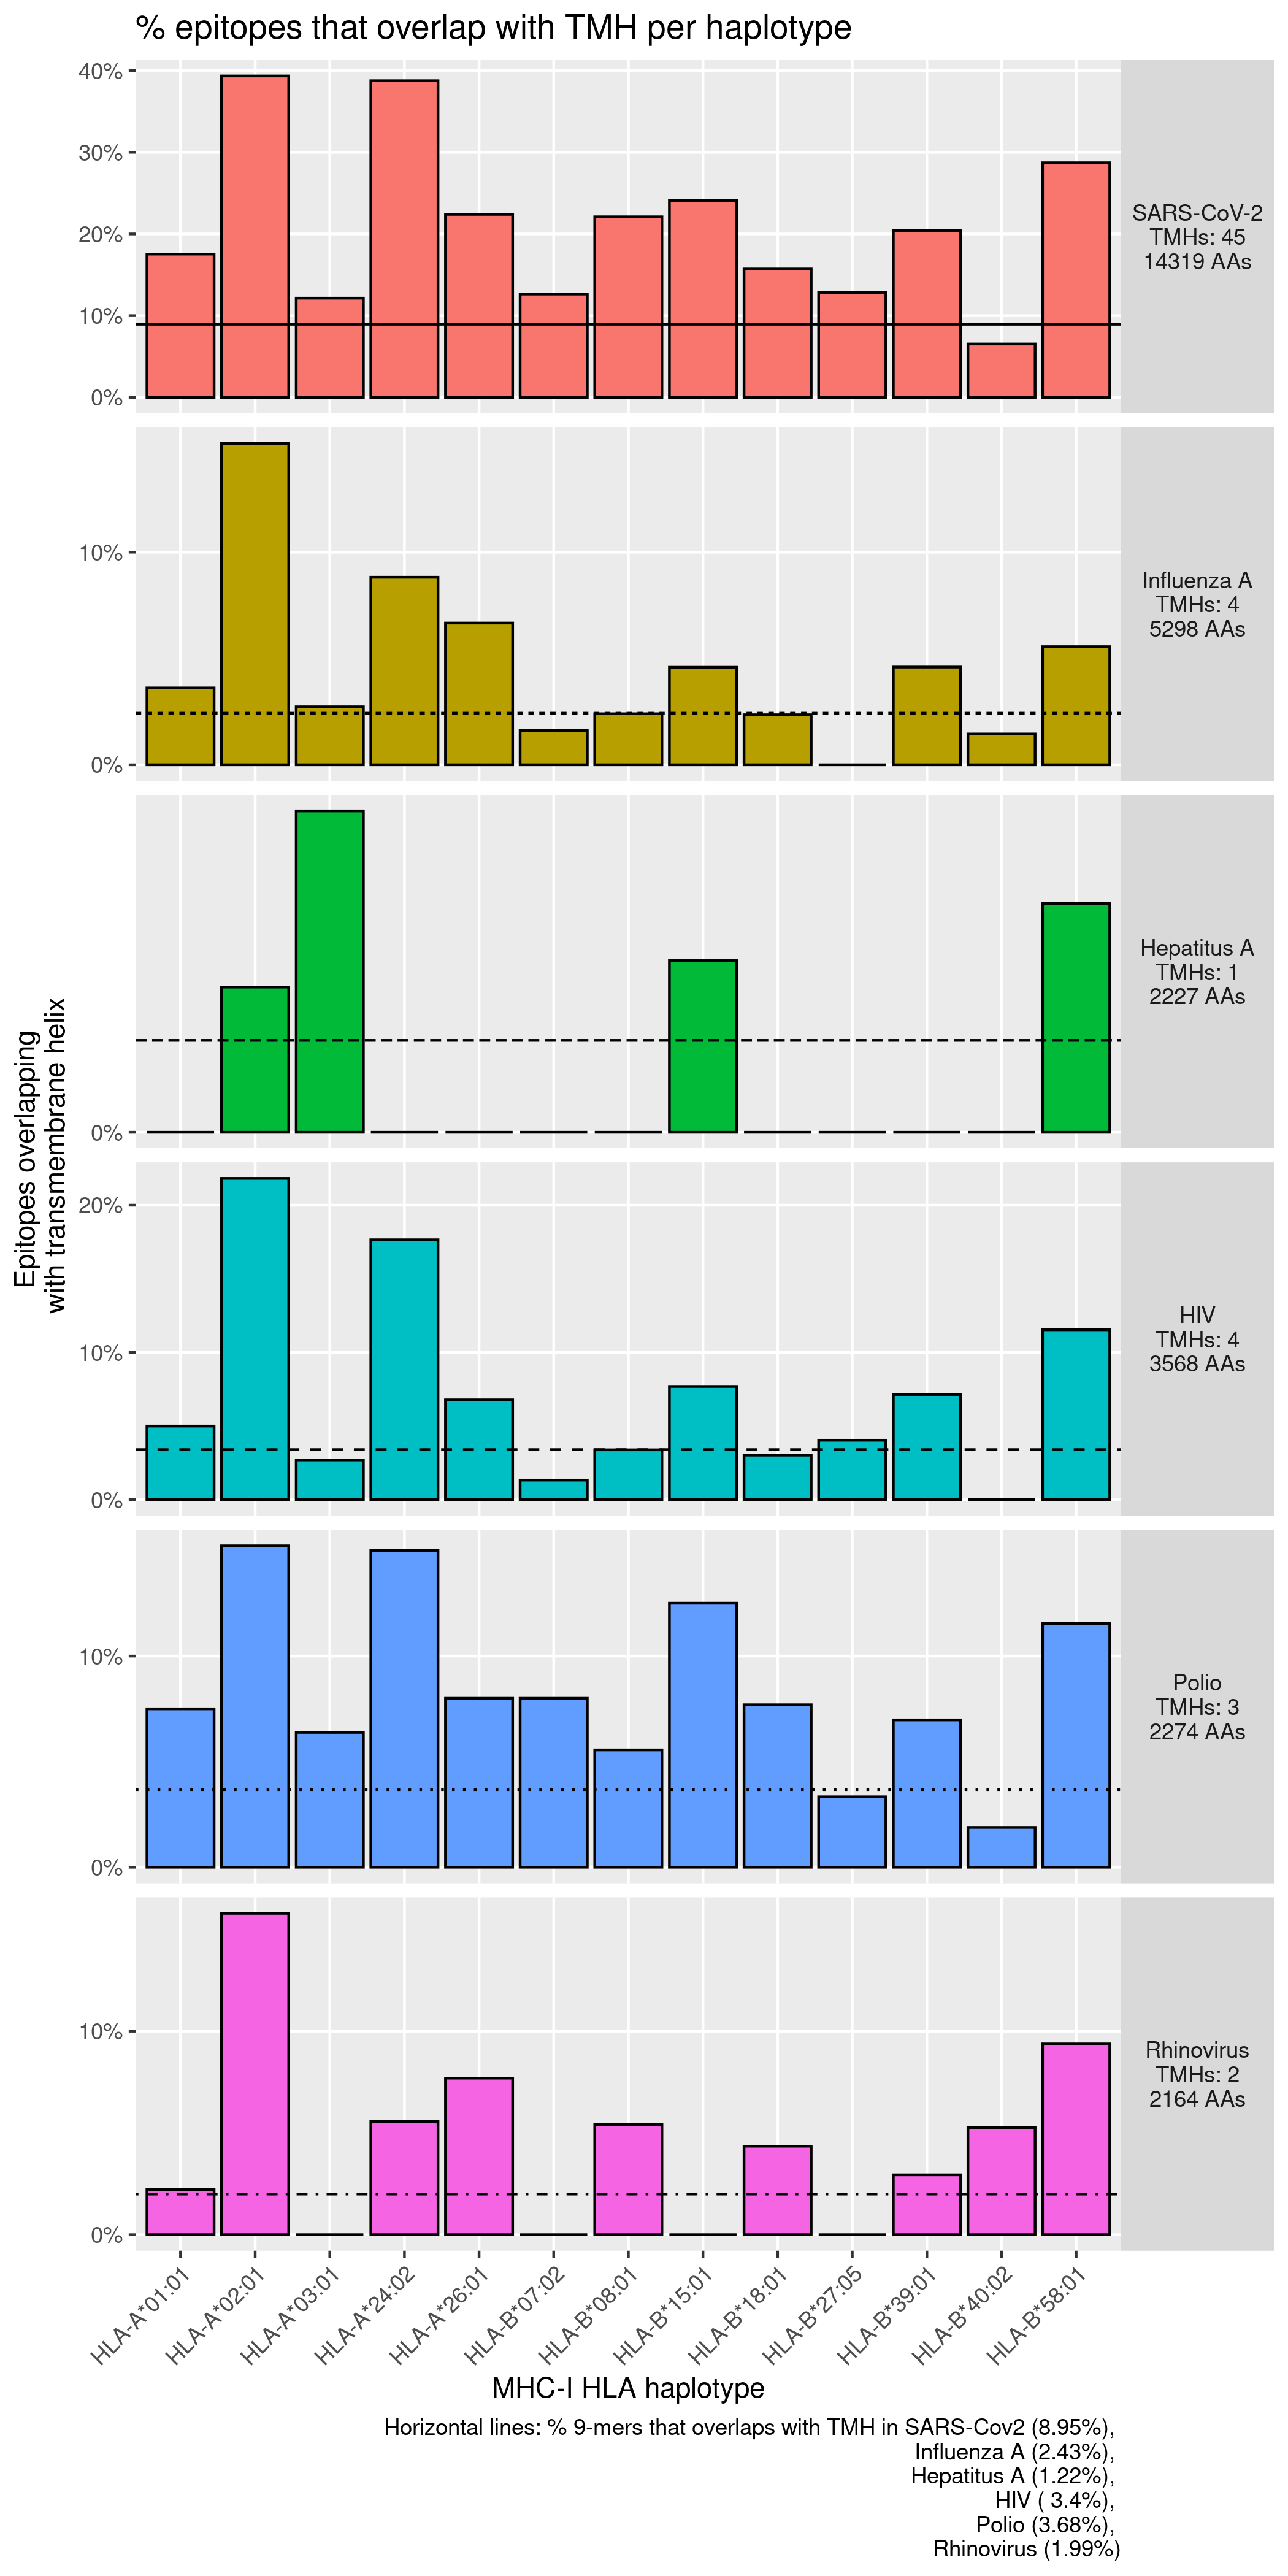 % epitopes that overlap with TMH per haplotype
40%
30%
20%
10%
0%
SARS-CoV-2
TMHs: 45
14319 AAs
10%
0%
Influenza A
TMHs: 4
5298 AAs
0%
Hepatitus A
TMHs: 1
2227 AAs
Epitopes overlapping
with transmembrane helix
20%
10%
0%
HIV
TMHs: 4
3568 AAs
10%
0%
Polio
TMHs: 3
2274 AAs
10%
0%
Rhinovirus
TMHs: 2
2164 AAs
HLA-A*01:01
HLA-A*02:01
HLA-A*03:01
HLA-A*24:02
HLA-A*26:01
HLA-B*07:02
HLA-B*08:01
HLA-B*15:01
HLA-B*18:01
HLA-B*27:05
HLA-B*39:01
HLA-B*40:02
HLA-B*58:01
MHC-I HLA haplotype
Horizontal lines: % 9-mers that overlaps with TMH in SARS-Cov2 (8.95%),
Influenza A (2.43%),
Hepatitus A (1.22%),
HIV ( 3.4%),
Polio (3.68%),
Rhinovirus (1.99%)